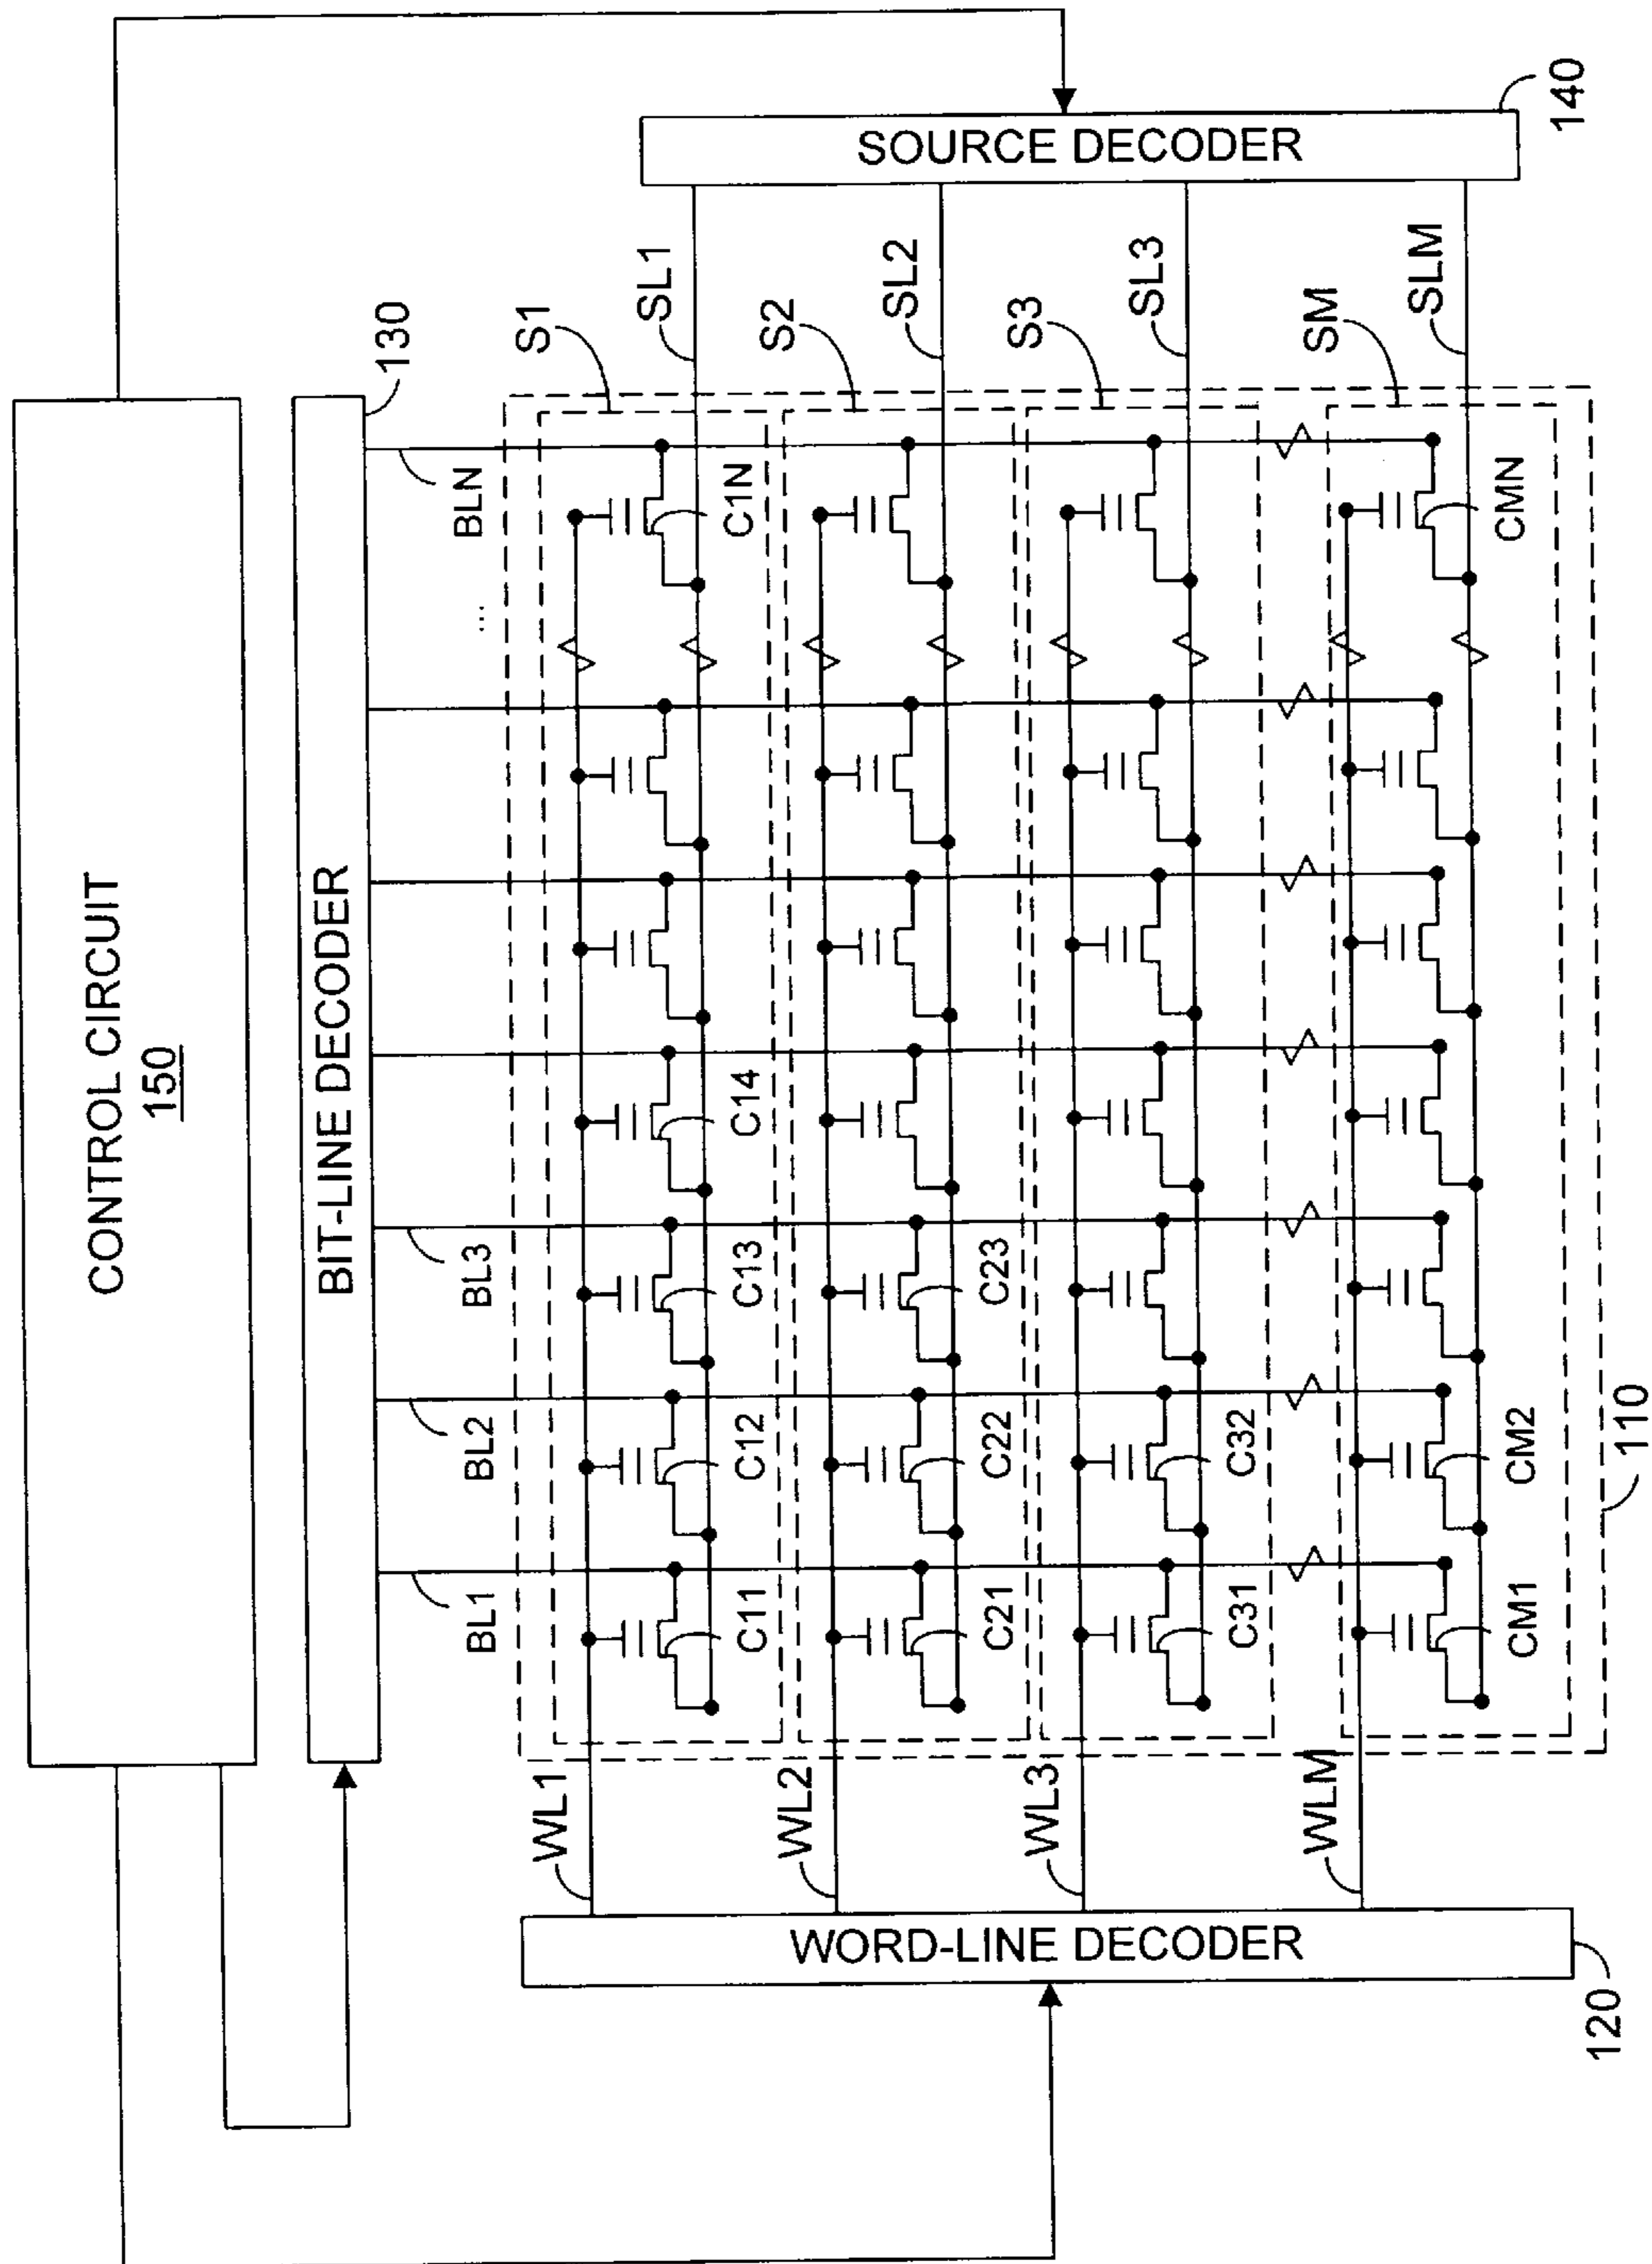 CONTROL CIRCUIT
150
BIT-LINE DECODER
130
BL1
BL2
BL3
BLN
...
S1
WL1
C11
C12
C13
C14
C1N
SL1
S2
WL2
C21
C22
C23
SL2
S3
WL3
C31
C32
SL3
SM
WLM
CM1
CM2
CMN
SLM
WORD-LINE DECODER
120
SOURCE DECODER
140
110